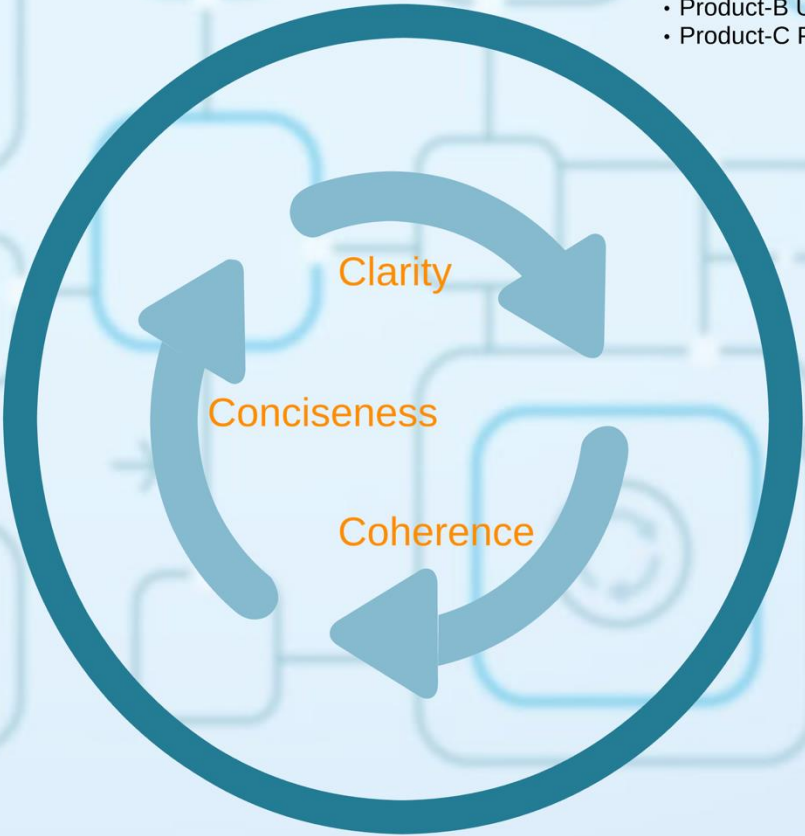 • Product-B
• Product-C
Clarity
Conciseness
Coherence